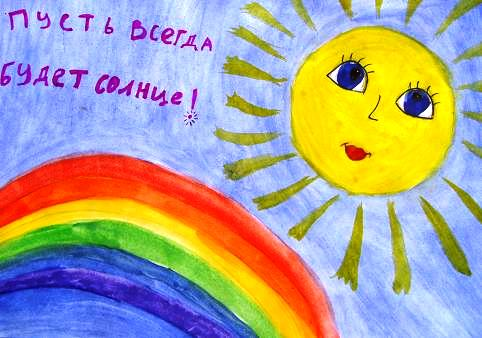 Пусть всегда
будет солнце!